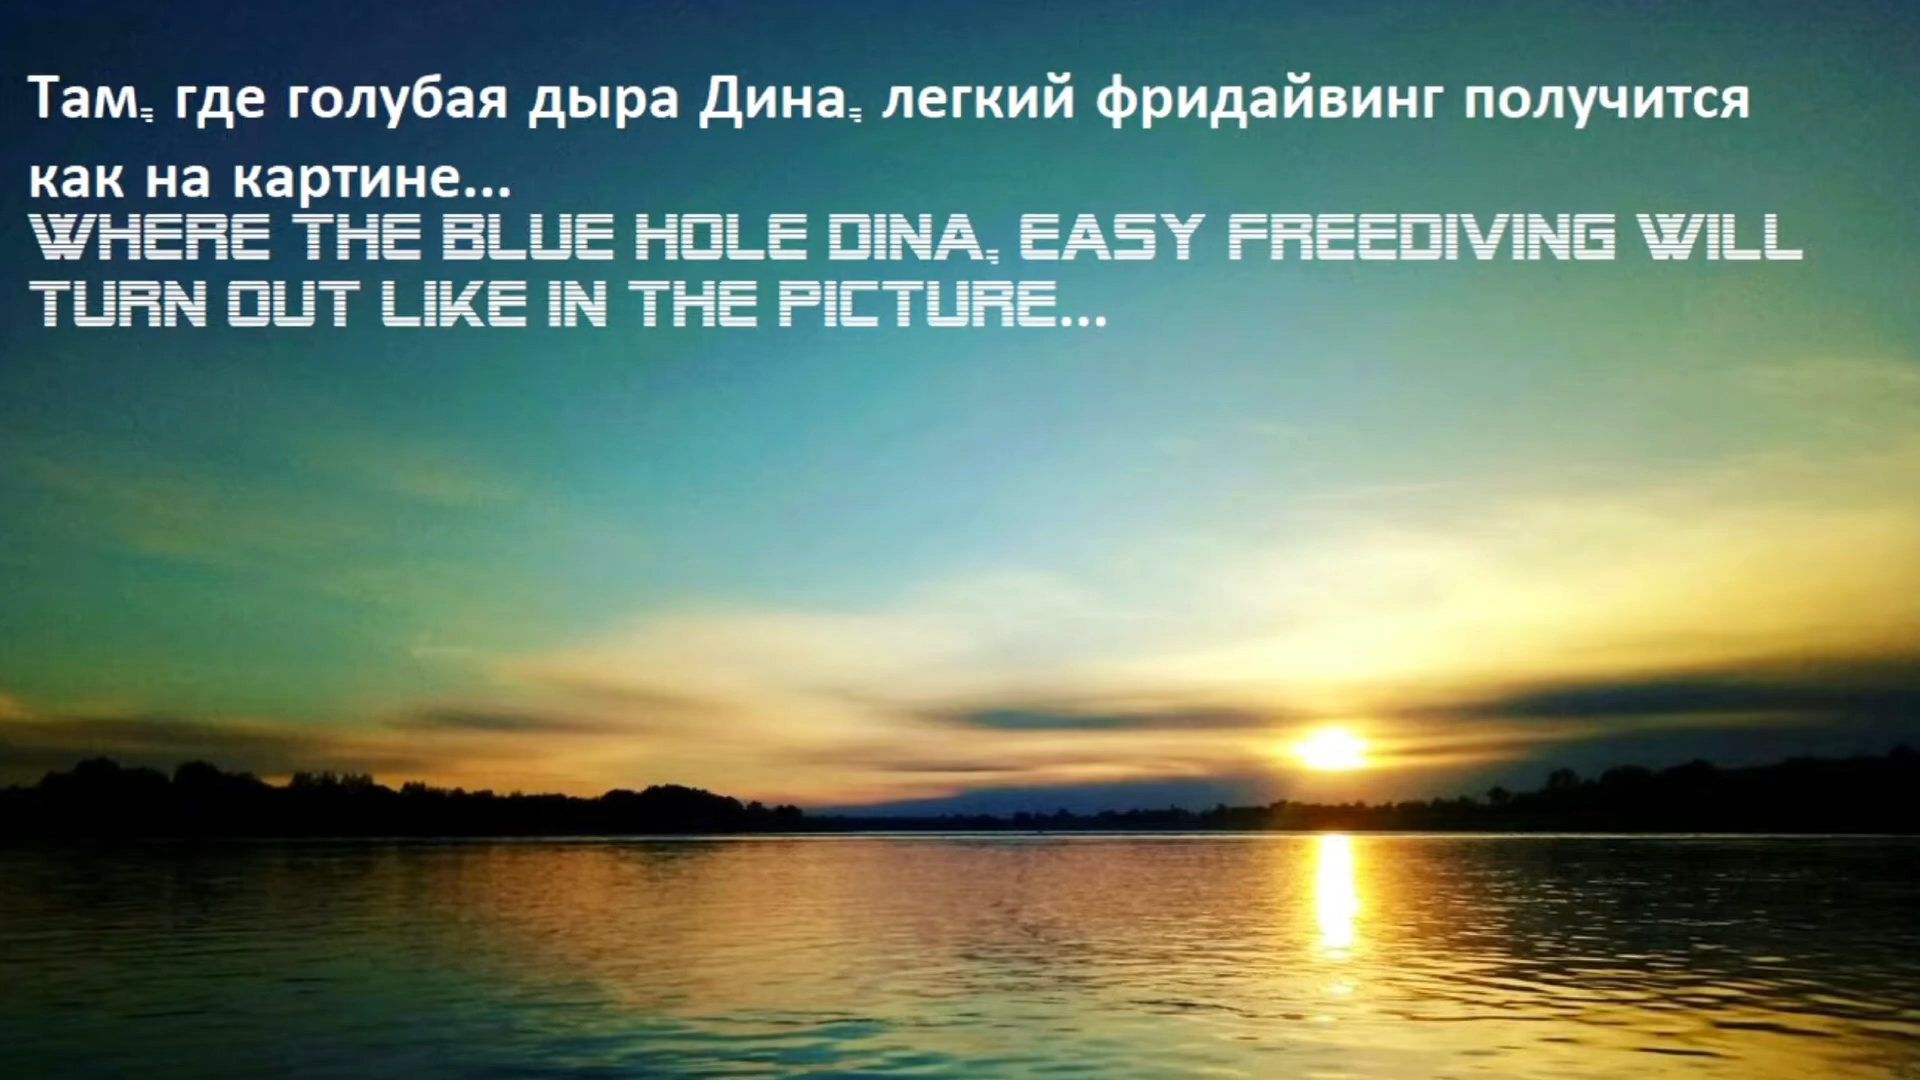 Там, где голубая дыра Дина, легкий фридайвинг получится
как на картине...
WHERE THE BLUE HOLE DINA, EASY FREEDIVING WILL
TURN OUT LIKE IN THE PICTURE...